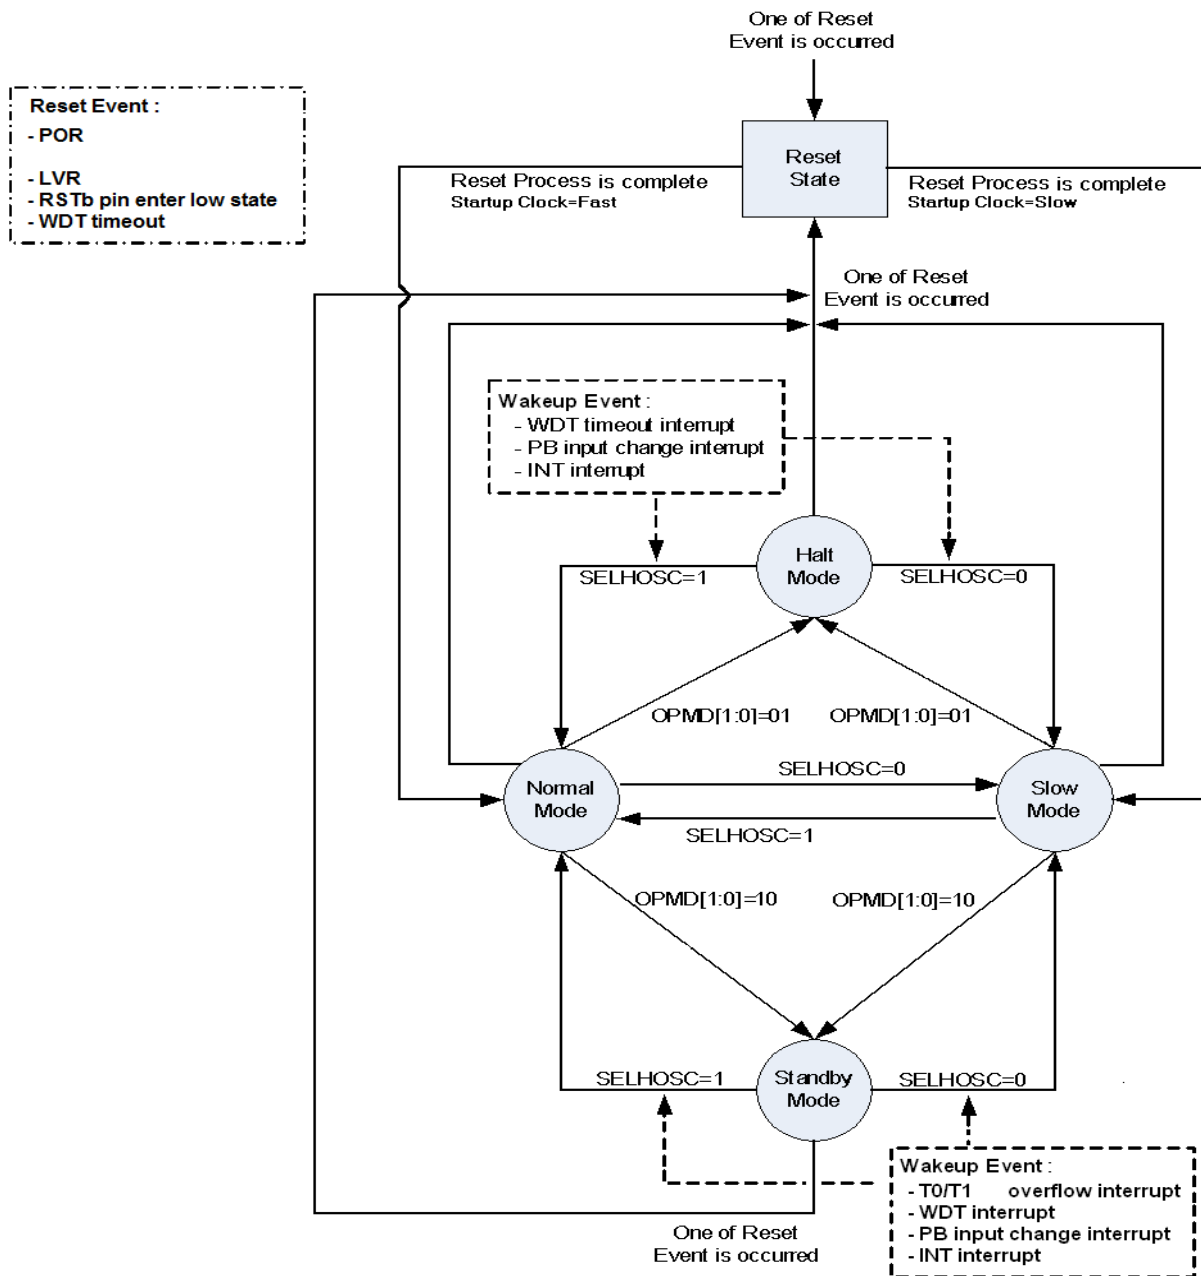 One of Reset
Event is occurred
Reset Event :
- POR
- LVR
- RSTb pin enter low state
- WDT timeout
Reset
State
Reset Process is complete
Startup Clock=Fast
Reset Process is complete
Startup Clock=Slow
One of Reset
Event is occurred
Wakeup Event :
- WDT timeout interrupt
- PB input change interrupt
- INT interrupt
Halt
Mode
SELHOSC=1
SELHOSC=0
OPMD[1:0]=01
OPMD[1:0]=01
Normal
Mode
SELHOSC=0
Slow
Mode
SELHOSC=1
OPMD[1:0]=10
OPMD[1:0]=10
SELHOSC=1
Standby
Mode
SELHOSC=0
Wakeup Event :
- T0/T1 overflow interrupt
- WDT interrupt
- PB input change interrupt
- INT interrupt
One of Reset
Event is occurred